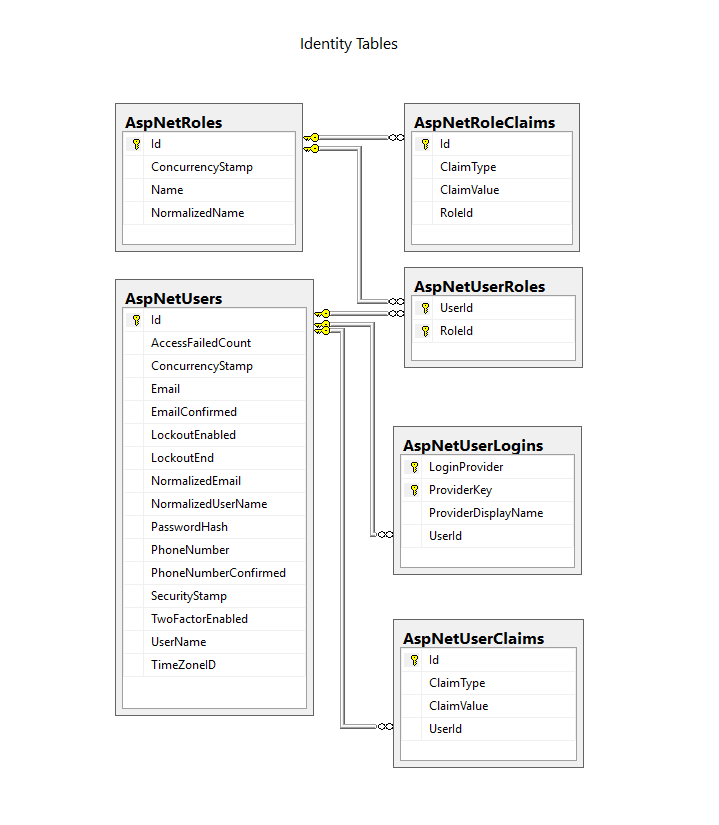 Identity Tables
AspNetRoles
Id
ConcurrencyStamp
Name
NormalizedName
AspNetRoleClaims
Id
ClaimType
ClaimValue
RoleId
AspNetUsers
Id
AccessFailedCount
ConcurrencyStamp
Email
EmailConfirmed
LockoutEnabled
LockoutEnd
NormalizedEmail
NormalizedUserName
PasswordHash
PhoneNumber
PhoneNumberConfirmed
SecurityStamp
TwoFactorEnabled
UserName
TimeZoneID
AspNetUserRoles
UserId
RoleId
AspNetUserLogins
LoginProvider
ProviderKey
ProviderDisplayName
UserId
AspNetUserClaims
Id
ClaimType
ClaimValue
UserId